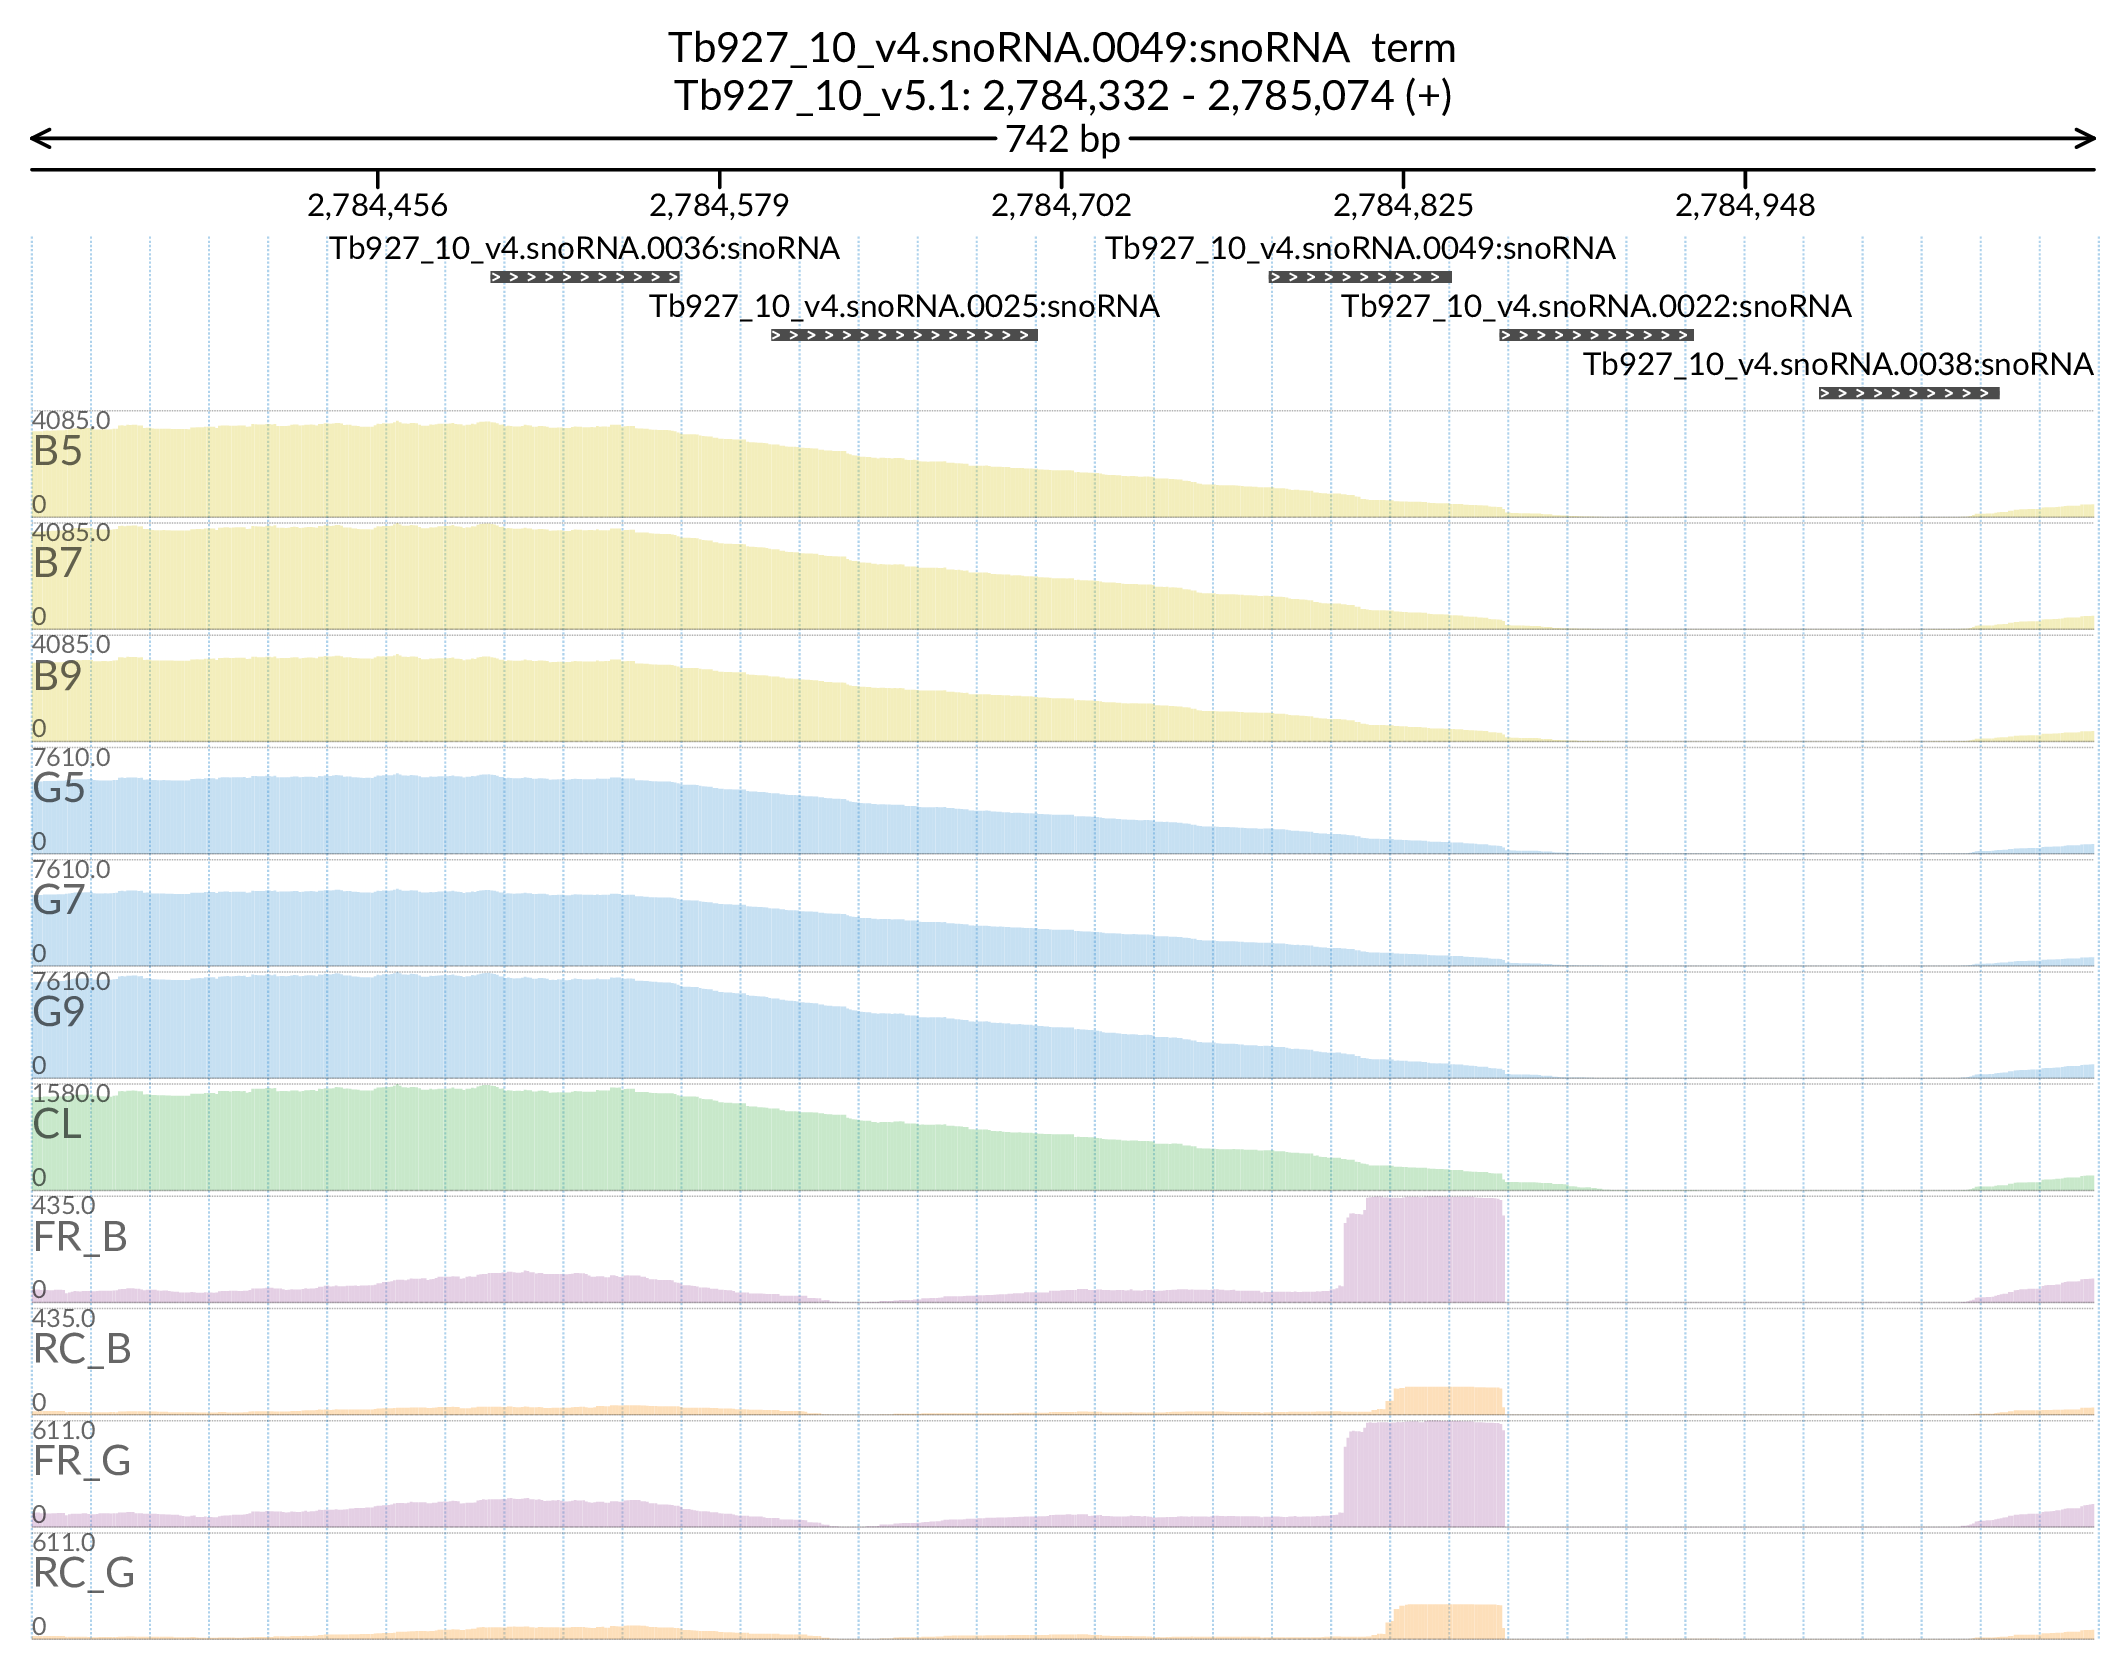 Tb927_10_v4.snoRNA.0049:snoRNA term
Tb927_10_v5.1: 2,784,332 - 2,785,074 (+)
742 bp
2,784,456 2,784,579 2,784,702 2,784,825 2,784,948
Tb927_10_v4.snoRNA.0036:snoRNA Tb927_10_v4.snoRNA.0049:snoRNA
Tb927_10_v4.snoRNA.0025:snoRNA Tb927_10_v4.snoRNA.0022:snoRNA
Tb927_10_v4.snoRNA.0038:snoRNA
4085.0
B5
0
4085.0
B7
0
4085.0
B9
0
7610.0
G5
0
7610.0
G7
0
7610.0
G9
0
1580.0
CL
0
435.0
FR_B
0
435.0
RC_B
0
611.0
FR_G
0
611.0
RC_G
0